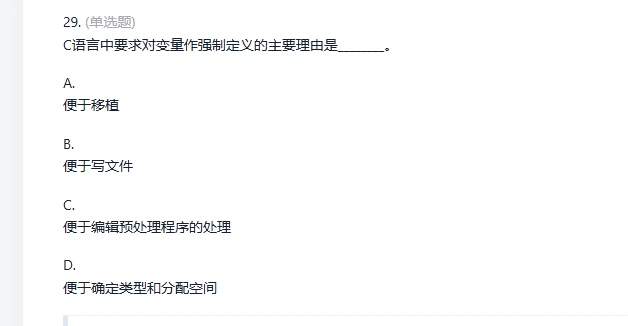 29. (单选题)
C语言中要求对变量作强制定义的主要理由是_______。
A.
便于移植
B.
便于写文件
C.
便于编辑预处理程序的处理
D.
便于确定类型和分配空间